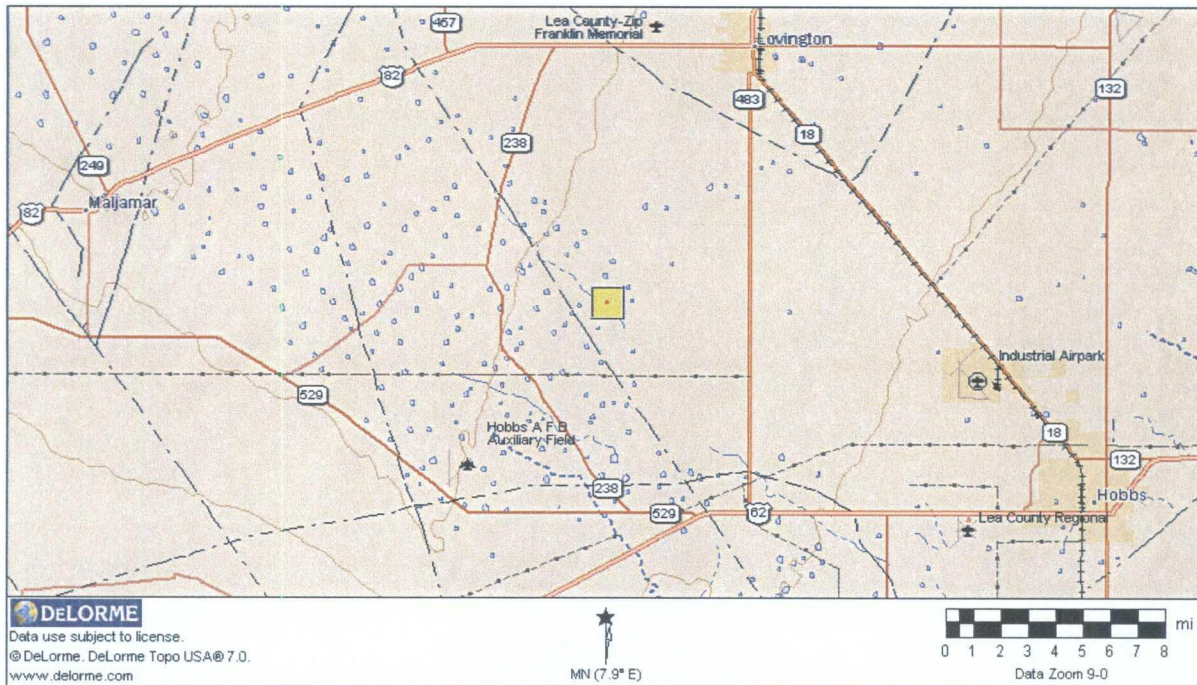 457
Lea County-Zip
Franklin Memorial
Lovington
82
483
132
18
238
249
Maljamar
82
Industrial Airpark
529
Hobbs A F B
Auxiliary Field
18
132
238
529
62
Hobbs
Lea County Regional
DELORME
Data use subject to license.
© DeLorme. DeLorme Topo USA® 7.0.
www.delorme.com
MN (7.9° E)
mi
0 1 2 3 4 5 6 7 8
Data Zoom 9-0